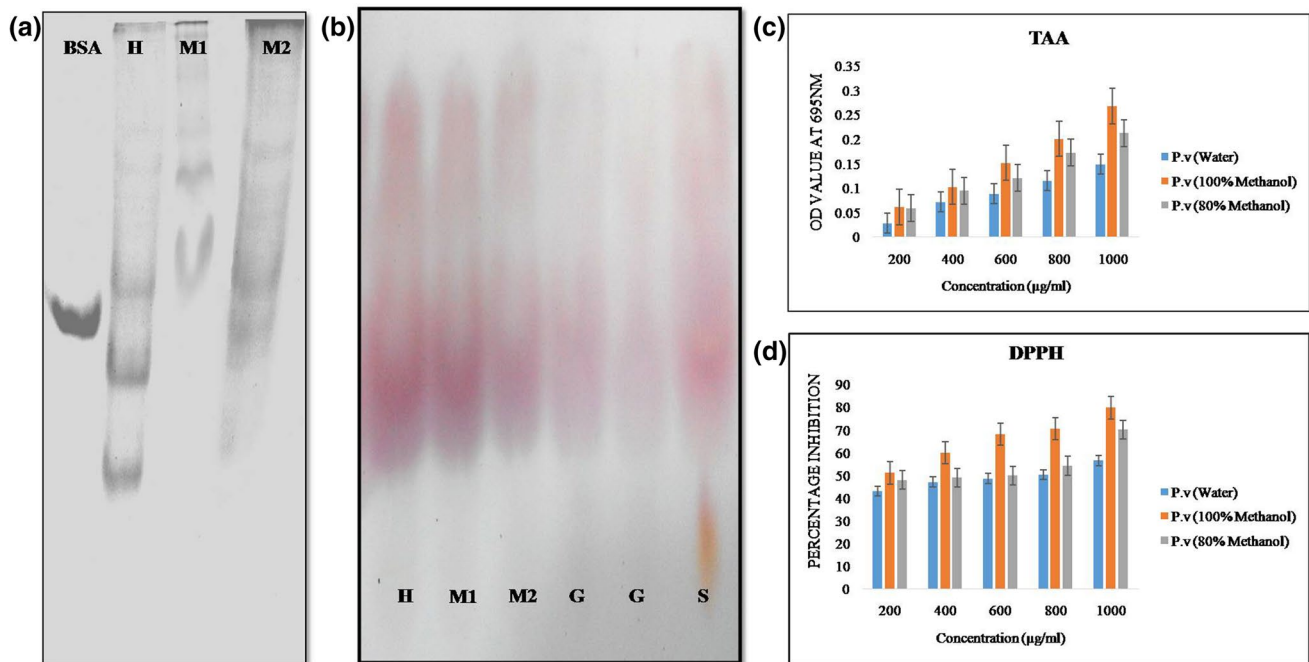 (a)
BSA H M1 M2
(b)
H M1 M2 G G S
(c)
TAA
OD VALUE AT 695NM
0.35
0.3
0.25
0.2
0.15
0.1
0.05
0
200 400 600 800 1000
Concentration (µg/ml)
P.v (Water)
P.v (100% Methanol)
P.v (80% Methanol)
(d)
DPPH
PERCENTAGE INHIBITION
90
80
70
60
50
40
30
20
10
0
200 400 600 800 1000
Concentration (µg/ml)
P.v (Water)
P.v (100% Methanol)
P.v (80% Methanol)